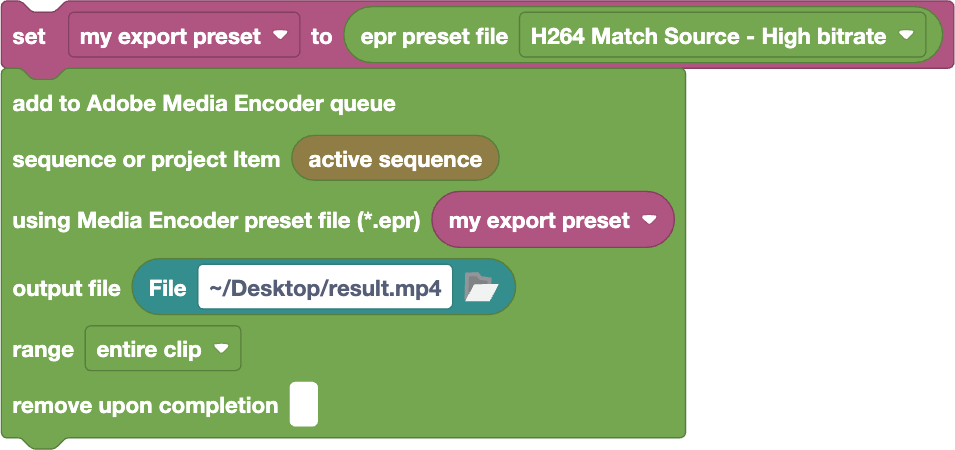 set my export preset to epr preset file H264 Match Source - High bitrate
add to Adobe Media Encoder queue
sequence or project Item active sequence
using Media Encoder preset file (*.epr) my export preset
output file File ~/Desktop/result.mp4
range entire clip
remove upon completion